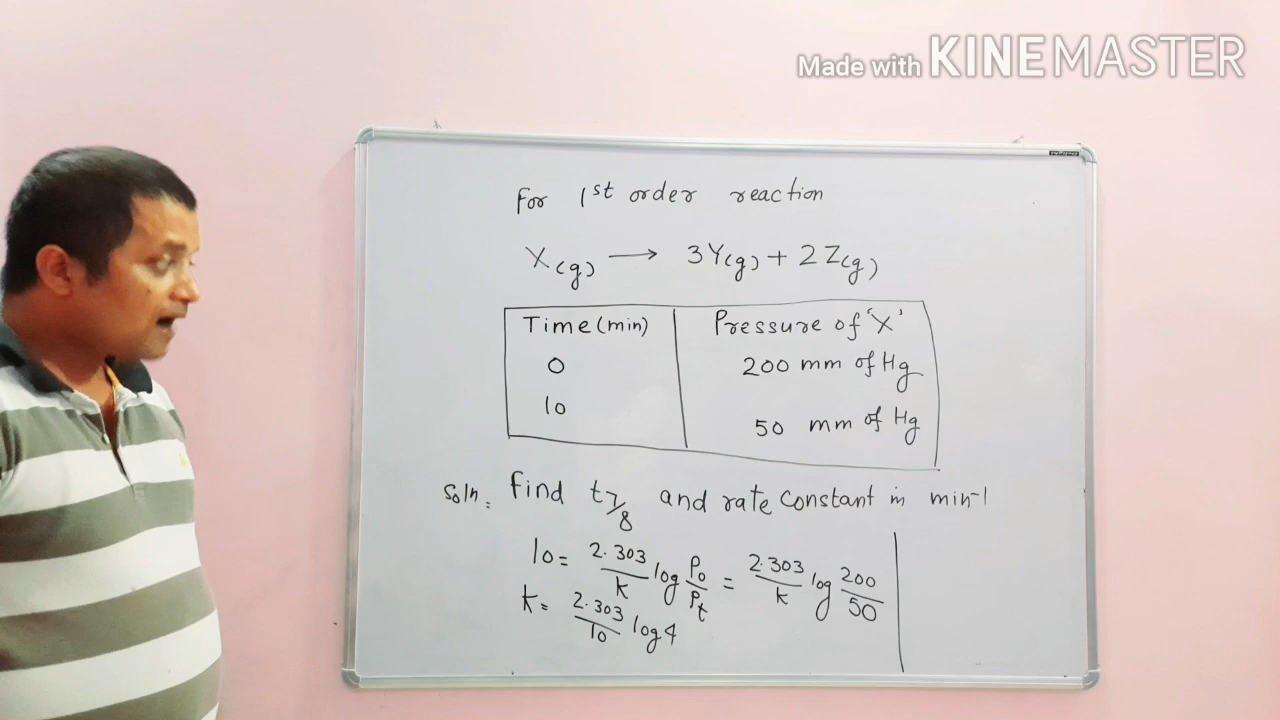 Made with KINEMASTER
For 1st order reaction
X(g) → 3Y(g) + 2Z(g)
Time (min) Pressure of 'X'
0 200 mm of Hg
10 50 mm of Hg
Soln. Find t7/8 and rate constant in min-1
10 = 2.303/k log P0/Pt = 2.303/k log 200/50
k = 2.303/10 log 4